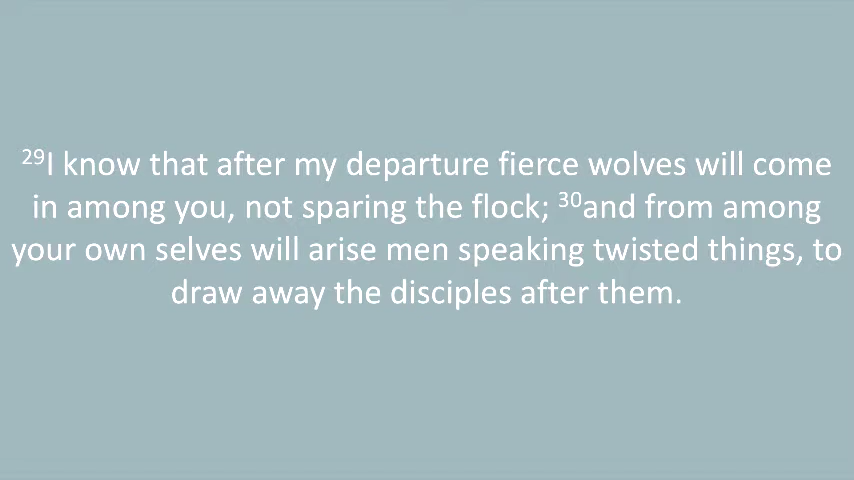 29I know that after my departure fierce wolves will come
in among you, not sparing the flock; 30and from among
your own selves will arise men speaking twisted things, to
draw away the disciples after them.